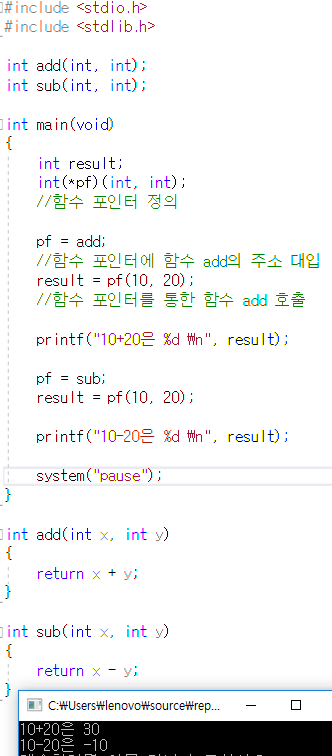 #include <stdio.h>
#include <stdlib.h>
int add(int, int);
int sub(int, int);
int main(void)
{
int result;
int(*pf)(int, int);
//함수 포인터 정의
pf = add;
//함수 포인터에 함수 add의 주소 대입
result = pf(10, 20);
//함수 포인터를 통한 함수 add 호출
printf("10+20은 %d ₩n", result);
pf = sub;
result = pf(10, 20);
printf("10-20은 %d ₩n", result);
system("pause");
}
int add(int x, int y)
{
return x + y;
}
int sub(int x, int y)
{
return x - y;
}
C:₩Users₩lenovo₩source₩rep...
10+20은 30
10-20은 -10